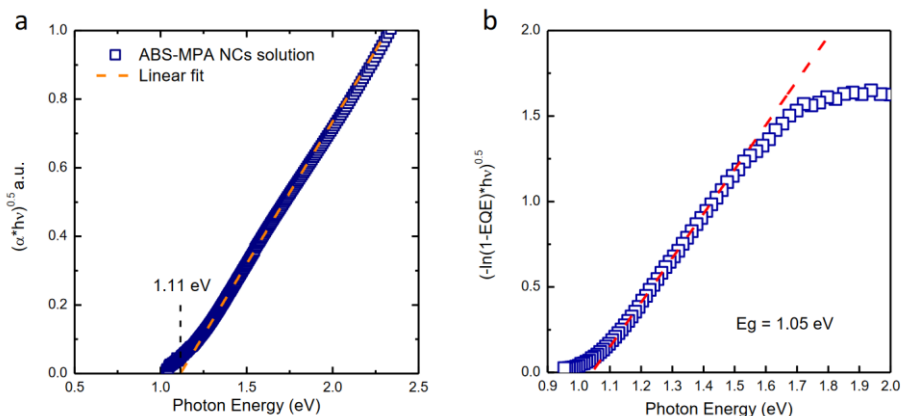 a
(α*hν)^0.5 a.u.
1.0
0.8
0.6
0.4
0.2
0.0
ABS-MPA NCs solution
Linear fit
1.11 eV
0.5
1.0
1.5
2.0
2.5
Photon Energy (eV)
b
(-ln(1-EQE)*hν)^0.5
2.0
1.5
1.0
0.5
0.0
Eg = 1.05 eV
0.9 1.0 1.1 1.2 1.3 1.4 1.5 1.6 1.7 1.8 1.9 2.0
Photon Energy (eV)